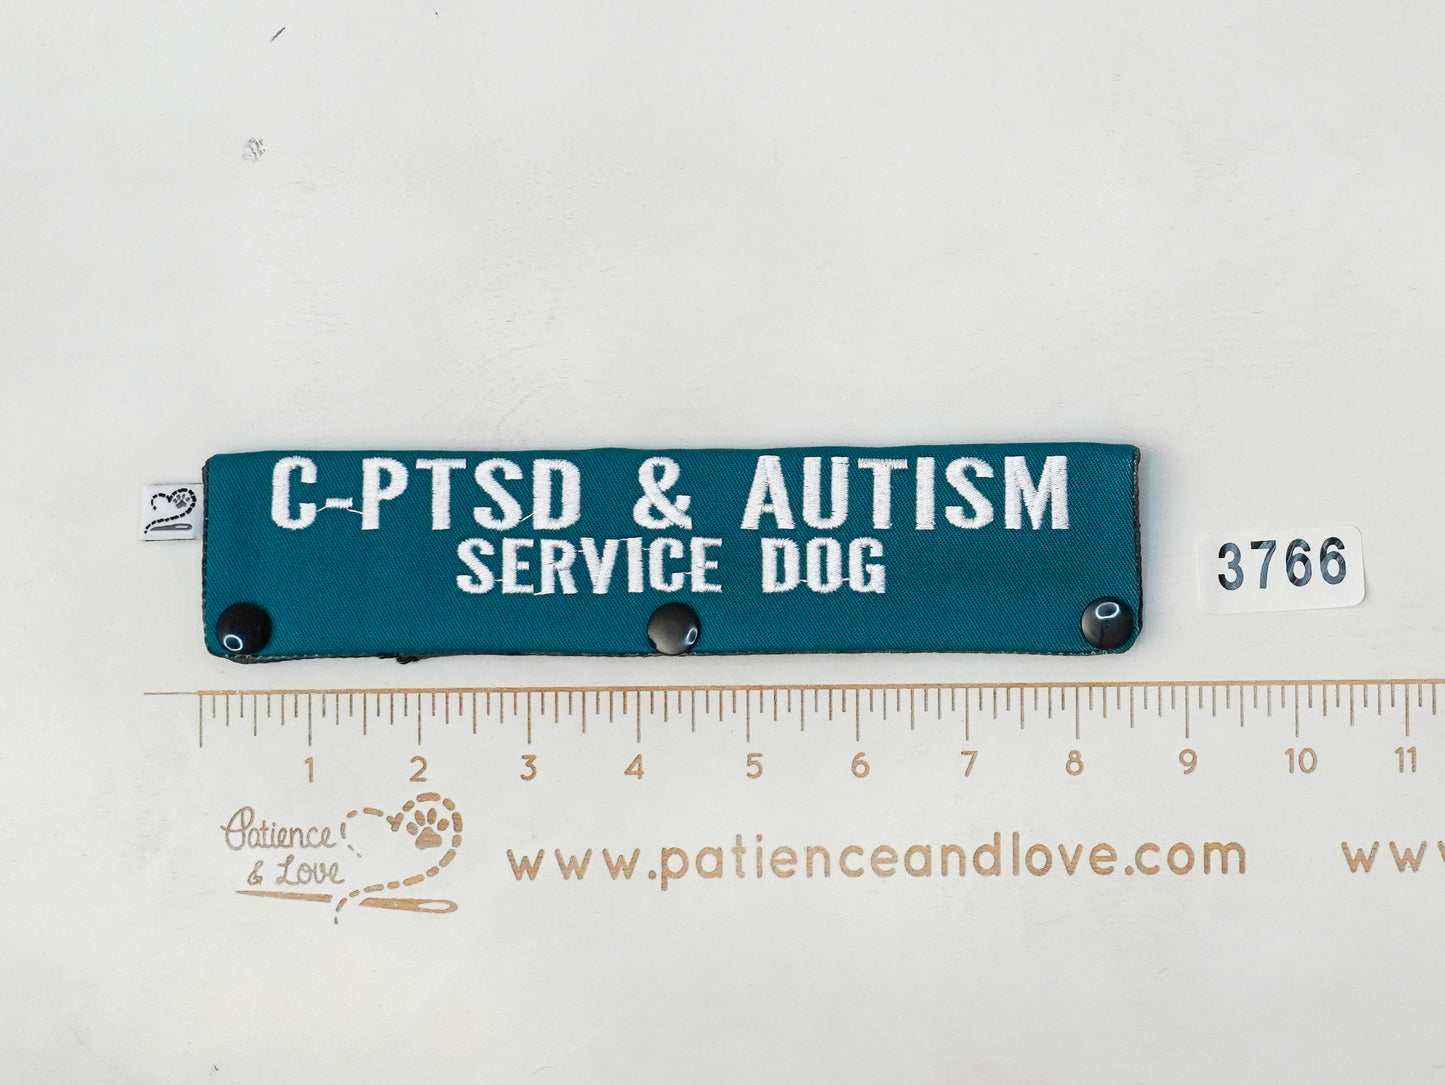 C-PTSD & AUTISM
SERVICE DOG
3766
1 2 3 4 5 6 7 8 9 10 11
Patience
& Love
www.patienceandlove.com
ww